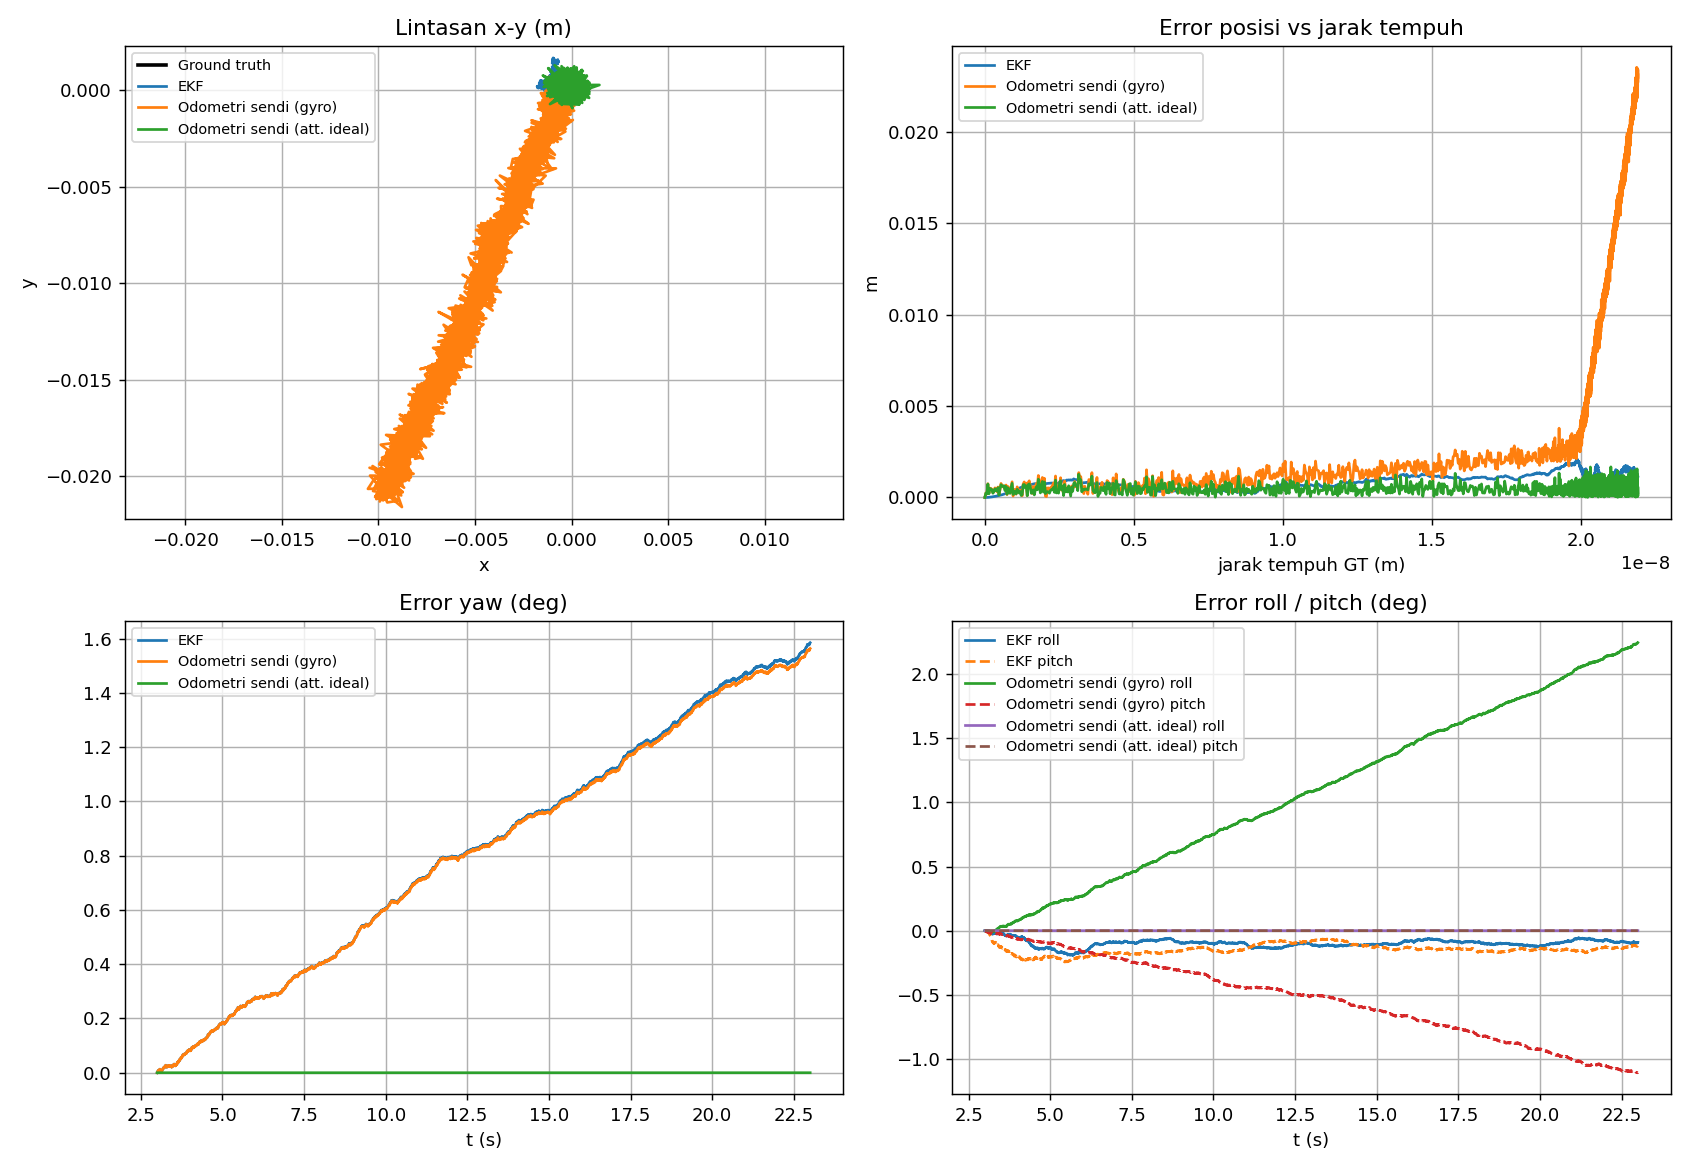 Lintasan x-y (m)
Ground truth
EKF
Odometri sendi (gyro)
Odometri sendi (att. ideal)
0.000
−0.005
−0.010
−0.015
−0.020
y
−0.020
−0.015
−0.010
−0.005
0.000
0.005
0.010
x
Error posisi vs jarak tempuh
EKF
Odometri sendi (gyro)
Odometri sendi (att. ideal)
0.020
0.015
0.010
0.005
0.000
m
0.0
0.5
1.0
1.5
2.0
1e−8
jarak tempuh GT (m)
Error yaw (deg)
EKF
Odometri sendi (gyro)
Odometri sendi (att. ideal)
1.6
1.4
1.2
1.0
0.8
0.6
0.4
0.2
0.0
2.5
5.0
7.5
10.0
12.5
15.0
17.5
20.0
22.5
t (s)
Error roll / pitch (deg)
EKF roll
EKF pitch
Odometri sendi (gyro) roll
Odometri sendi (gyro) pitch
Odometri sendi (att. ideal) roll
Odometri sendi (att. ideal) pitch
2.0
1.5
1.0
0.5
0.0
−0.5
−1.0
2.5
5.0
7.5
10.0
12.5
15.0
17.5
20.0
22.5
t (s)